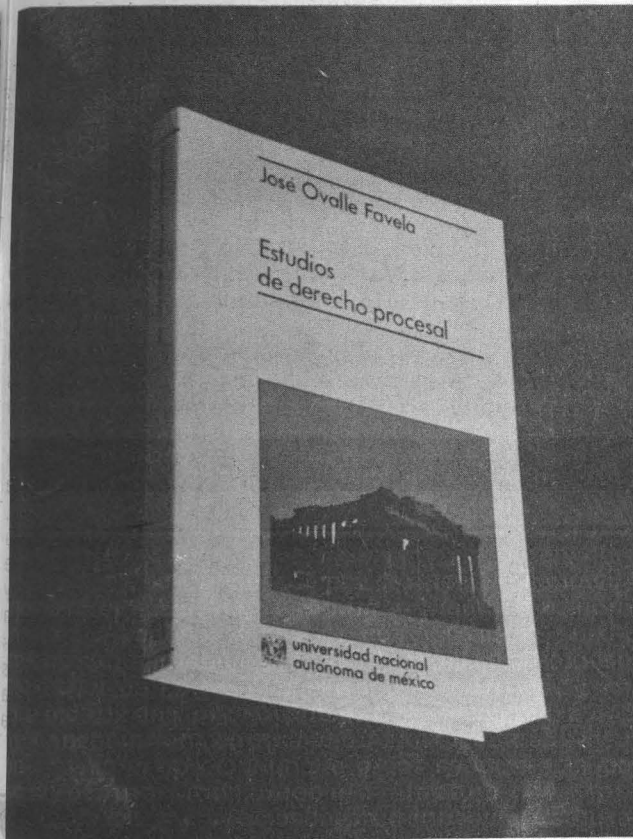 José Ovalle Favela
Estudios
de derecho procesal
universidad nacional
autónoma de méxico